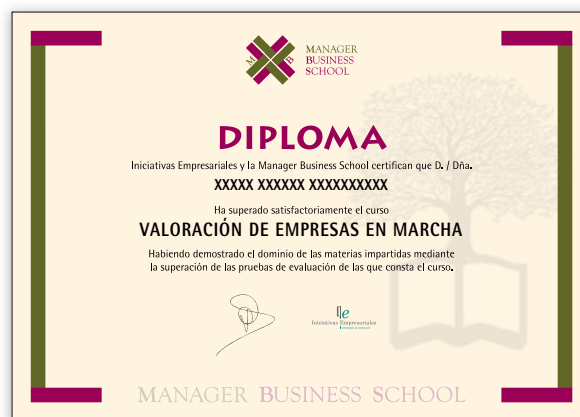 M B
MANAGER
BUSINESS
SCHOOL
DIPLOMA
Iniciativas Empresariales y la Manager Business School certifican que D. / Dña.
XXXXX XXXXXX XXXXXXXXXX
Ha superado satisfactoriamente el curso
VALORACIÓN DE EMPRESAS EN MARCHA
Habiendo demostrado el dominio de las materias impartidas mediante
la superación de las pruebas de evaluación de las que consta el curso.
Iniciativas Empresariales
MANAGER BUSINESS SCHOOL